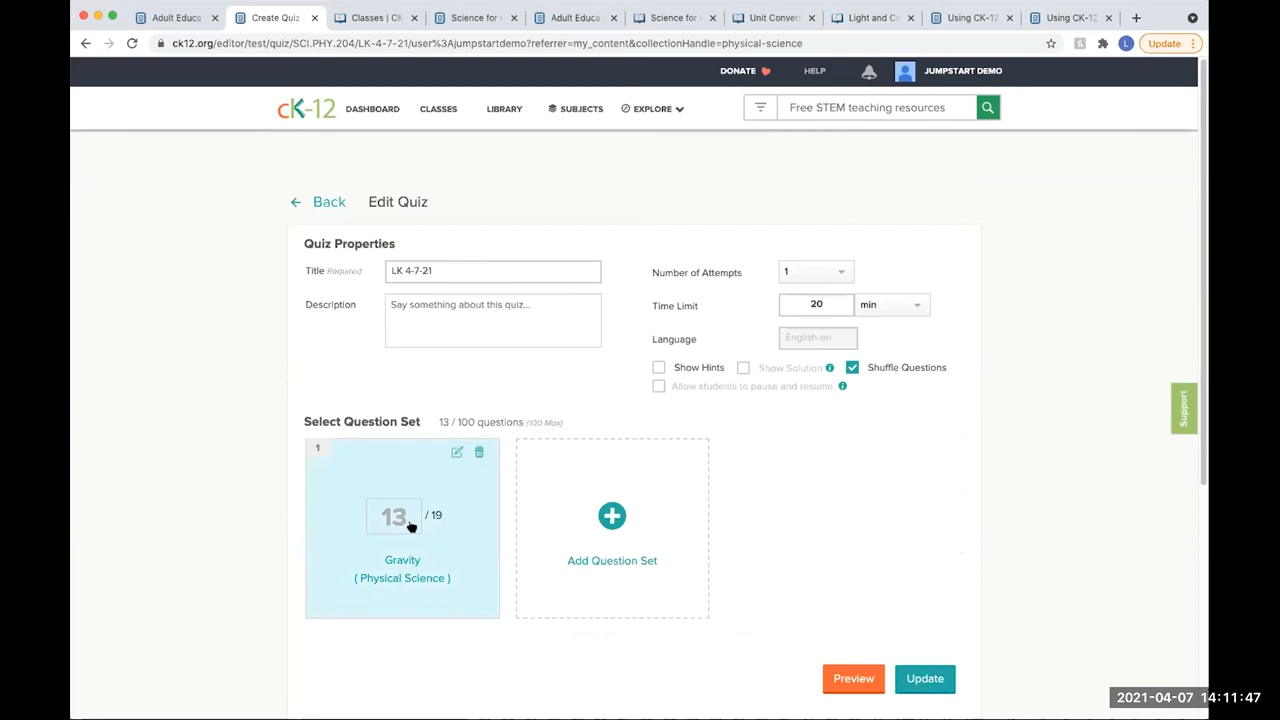 Adult Educa
Create Quiz
Classes | CK
Science for
Adult Educa
Science for
Unit Conver
Light and Co
Using CK-12
Using CK-12
ck12.org/editor/test/quiz/SCI.PHY.204/LK-4-7-21/user%3Ajumpstartdemo?referrer=my_content&collectionHandle=physical-science
L
Update
DONATE
HELP
JUMPSTART DEMO
cK-12
DASHBOARD
CLASSES
LIBRARY
SUBJECTS
EXPLORE
Free STEM teaching resources
Back
Edit Quiz
Quiz Properties
Title Required
LK 4-7-21
Number of Attempts
1
Description
Say something about this quiz...
Time Limit
20
min
Language
English-en
Show Hints
Show Solution
Shuffle Questions
Allow students to pause and resume.
Support
Select Question Set
13 / 100 questions (100 Max)
1
13 / 19
Gravity
( Physical Science )
Add Question Set
Preview
Update
2021-04-07 14:11:47